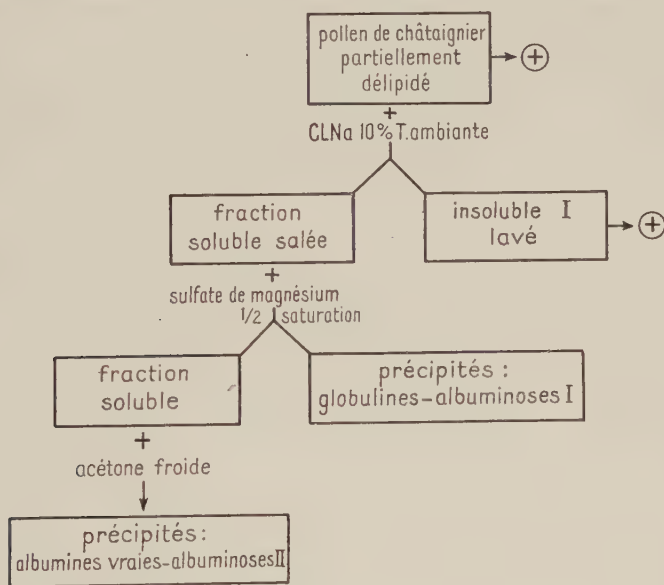 pollen de châtaignier
partiellement
délipidé
+
+
CLNa 10% T.ambiante
fraction
soluble salée
insoluble I
lavé
+
+
sulfate de magnésium
1/2 saturation
fraction
soluble
précipités :
globulines-albuminoses I
+
acétone froide
précipités:
albumines vraies-albuminoses II